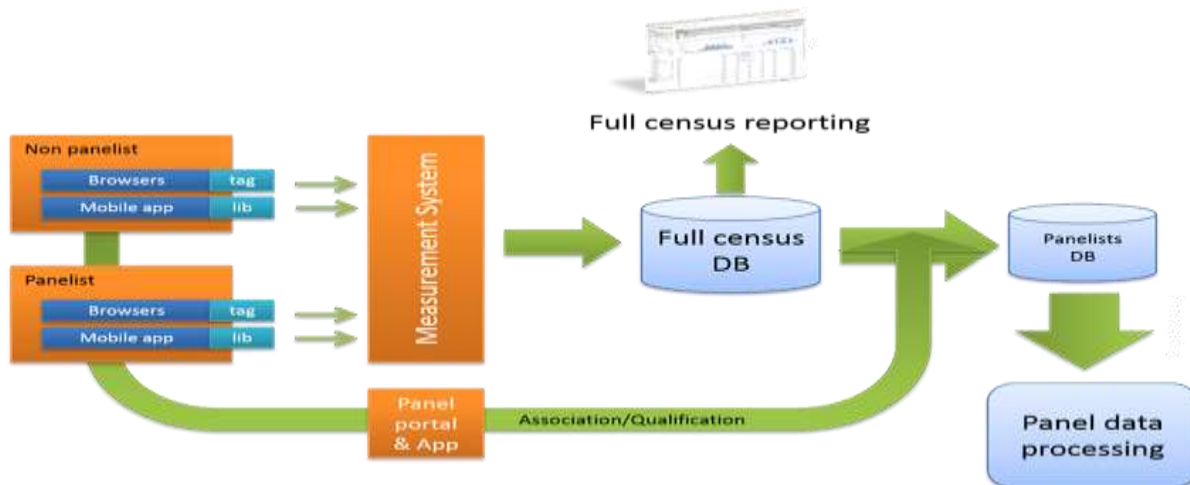 Full census reporting
Non panelist
Browsers tag
Mobile app lib
Panelist
Browsers tag
Mobile app lib
Measurement System
Full census
DB
Panelists
DB
Panel
portal
& App
Association/Qualification
Panel data
processing